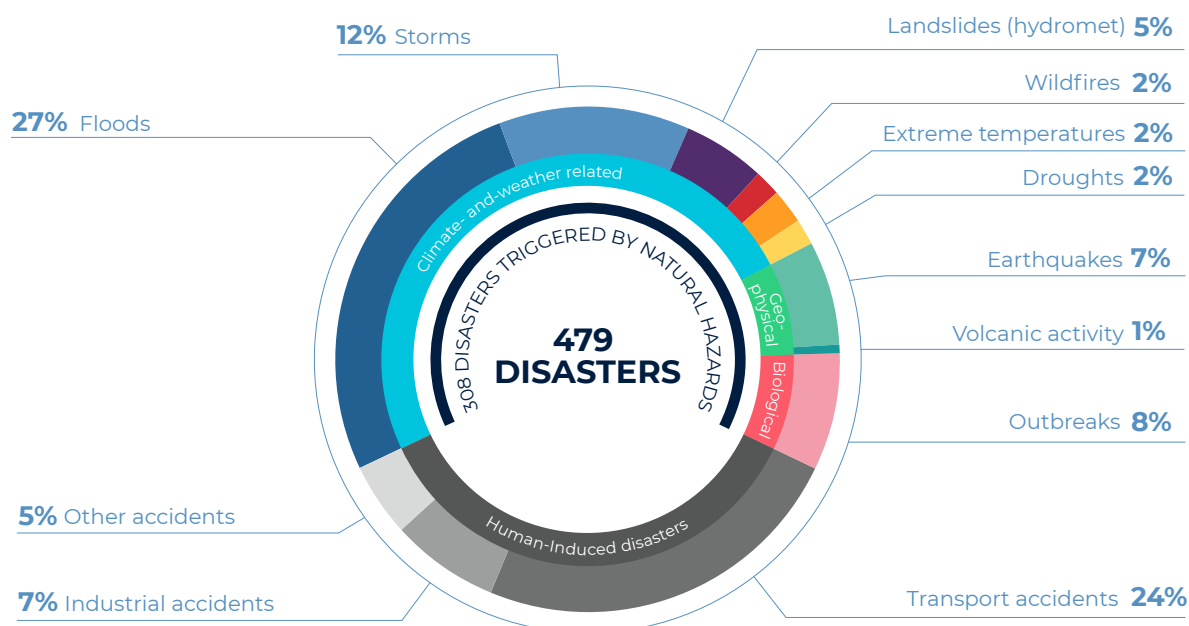 12% Storms
Landslides (hydromet) 5%
Wildfires 2%
27% Floods
Extreme temperatures 2%
Droughts 2%
Climate- and-weather related
308 DISASTERS TRIGGERED BY NATURAL HAZARDS
Earthquakes 7%
Geo-
physical
Volcanic activity 1%
479
DISASTERS
Biological
Outbreaks 8%
5% Other accidents
Human-Induced disasters
7% Industrial accidents
Transport accidents 24%